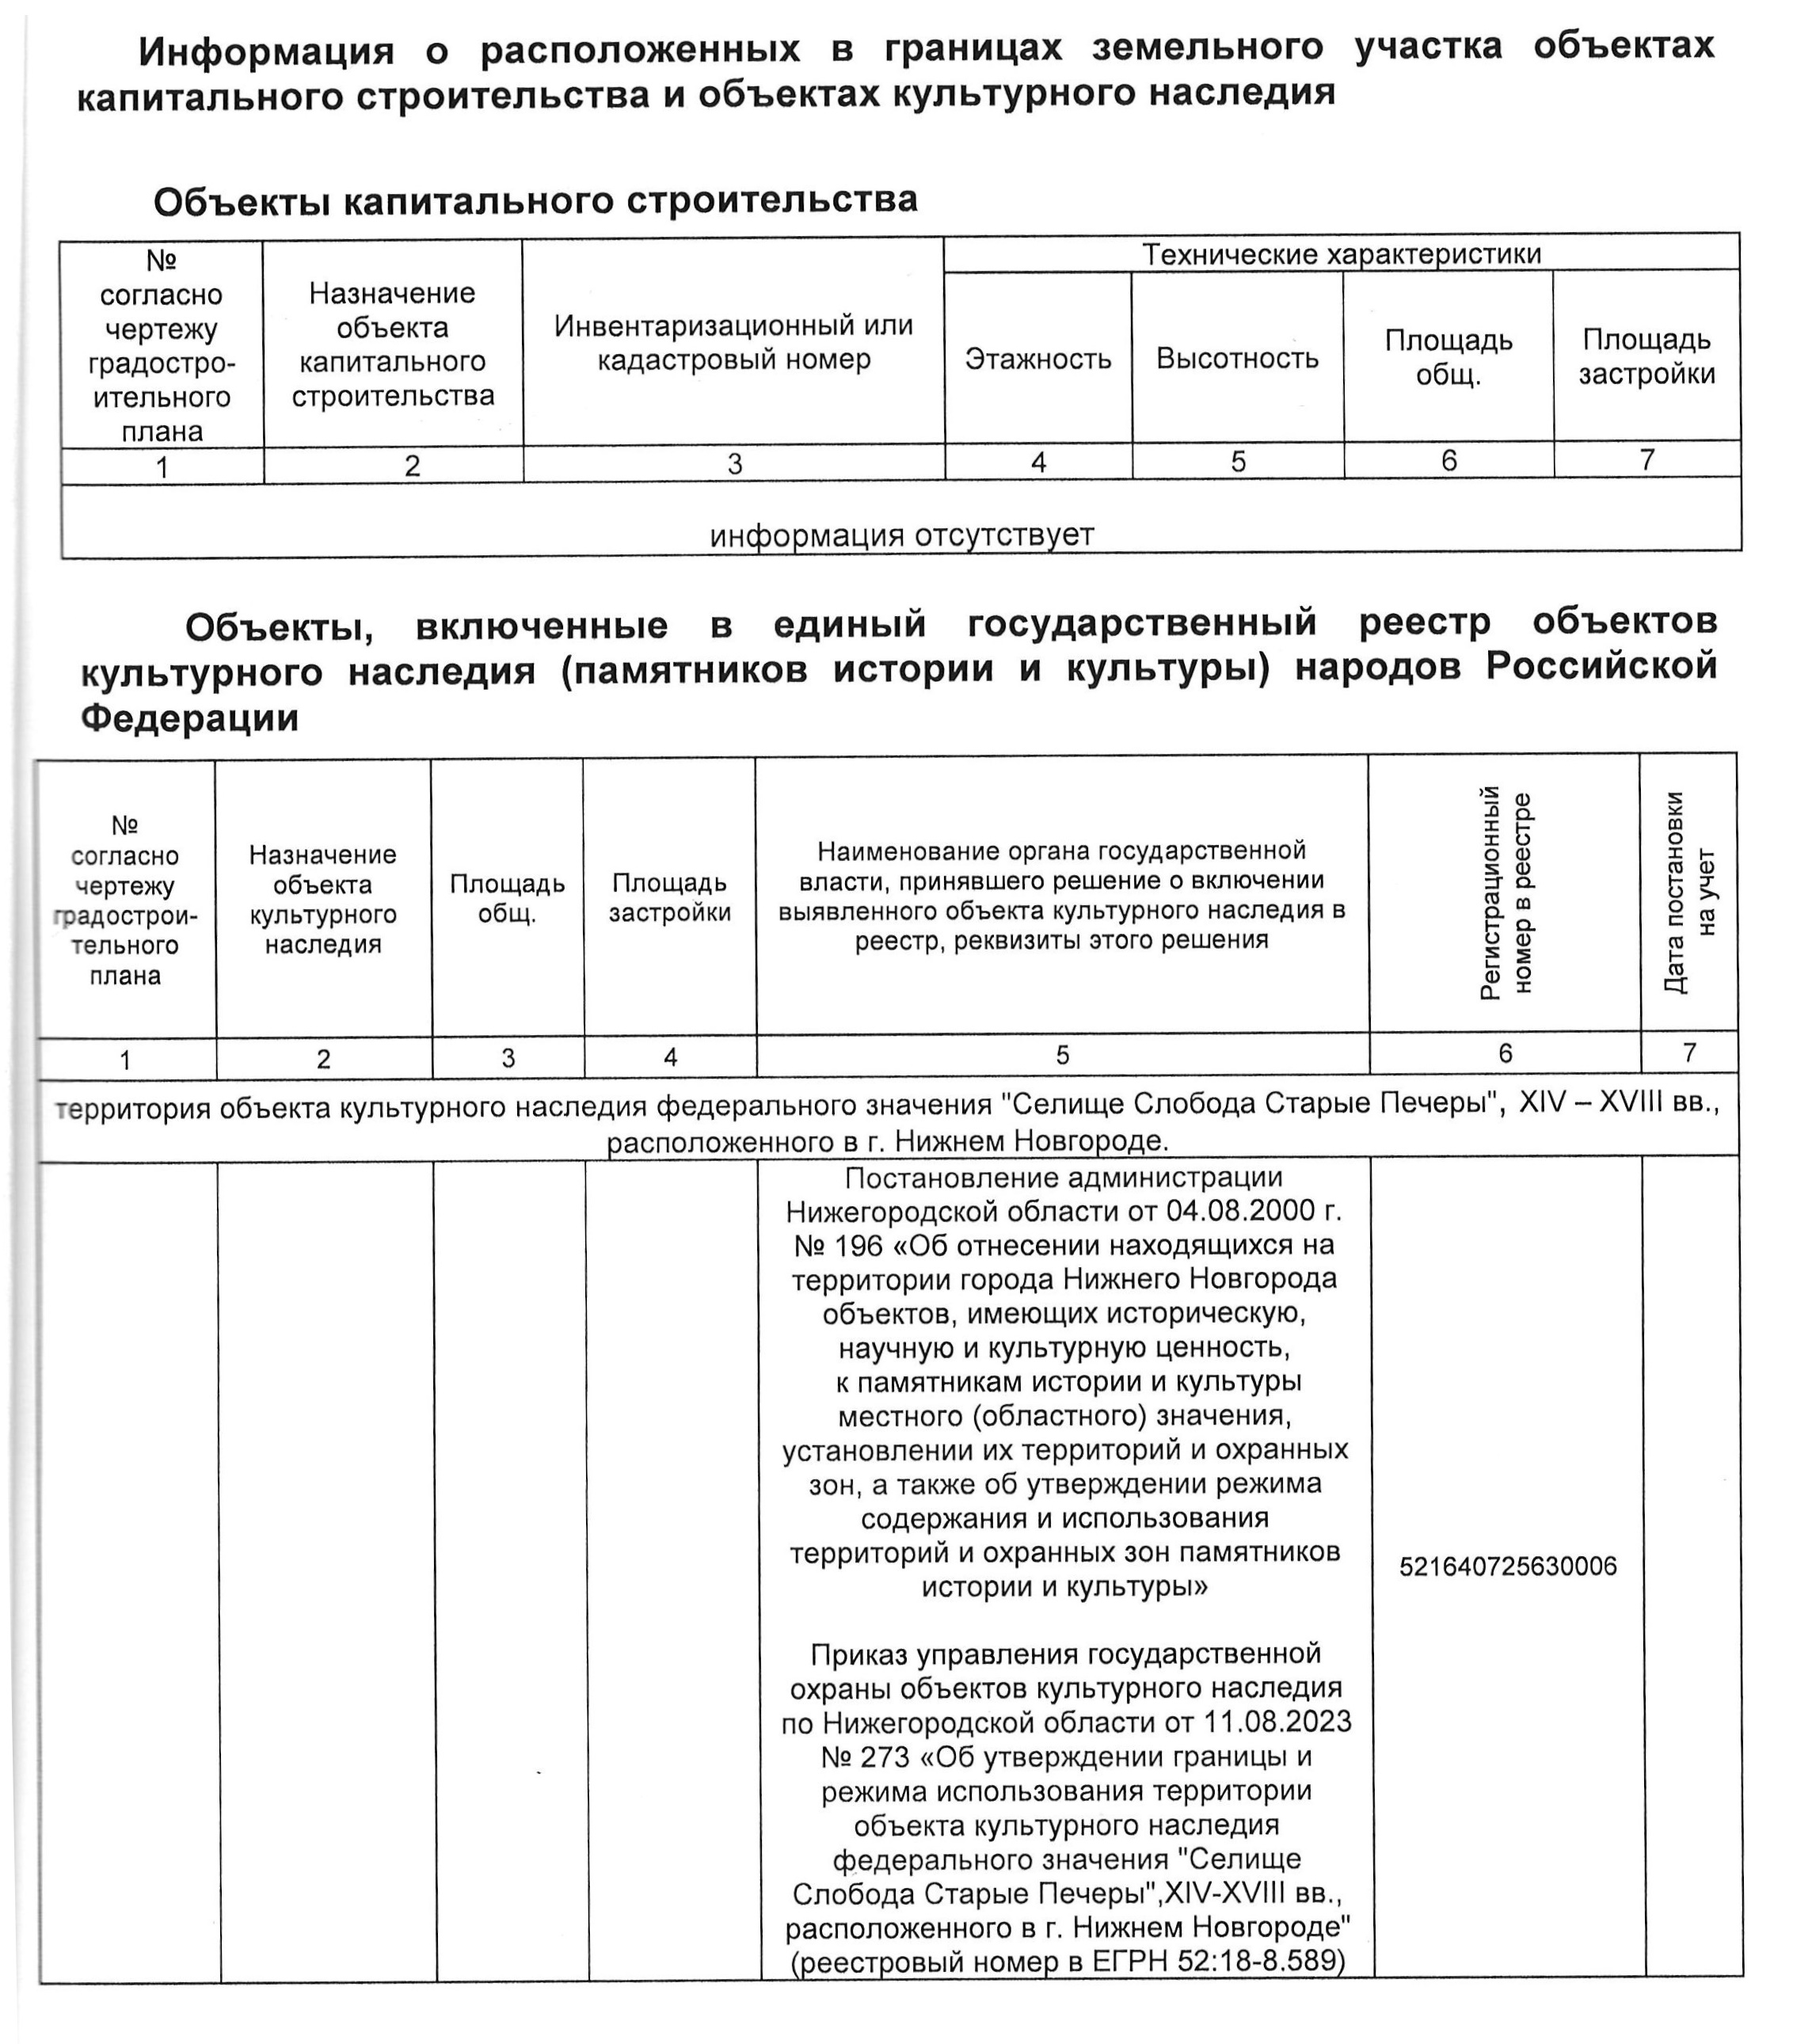 Информация о расположенных в границах земельного участка объектах
капитального строительства и объектах культурного наследия
Объекты капитального строительства
№
согласно
чертежу
градостро-
ительного
плана
Назначение
объекта
капитального
строительства
Инвентаризационный или
кадастровый номер
Технические характеристики
Этажность
Высотность
Площадь
общ.
Площадь
застройки
1
2
3
4
5
6
7
информация отсутствует
Объекты, включенные в единый государственный реестр объектов
культурного наследия (памятников истории и культуры) народов Российской
Федерации
№
согласно
чертежу
градострои-
тельного
плана
Назначение
объекта
культурного
наследия
Площадь
общ.
Площадь
застройки
Наименование органа государственной
власти, принявшего решение о включении
выявленного объекта культурного наследия в
реестр, реквизиты этого решения
Регистрационный
номер в реестре
Дата постановки
на учет
1
2
3
4
5
6
7
территория объекта культурного наследия федерального значения "Селище Слобода Старые Печеры", XIV – XVIII вв.,
расположенного в г. Нижнем Новгороде.
Постановление администрации
Нижегородской области от 04.08.2000 г.
№ 196 «Об отнесении находящихся на
территории города Нижнего Новгорода
объектов, имеющих историческую,
научную и культурную ценность,
к памятникам истории и культуры
местного (областного) значения,
установлении их территорий и охранных
зон, а также об утверждении режима
содержания и использования
территорий и охранных зон памятников
истории и культуры»
Приказ управления государственной
охраны объектов культурного наследия
по Нижегородской области от 11.08.2023
№ 273 «Об утверждении границы и
режима использования территории
объекта культурного наследия
федерального значения "Селище
Слобода Старые Печеры",XIV-XVIII вв.,
расположенного в г. Нижнем Новгороде"
(реестровый номер в ЕГРН 52:18-8.589)
521640725630006